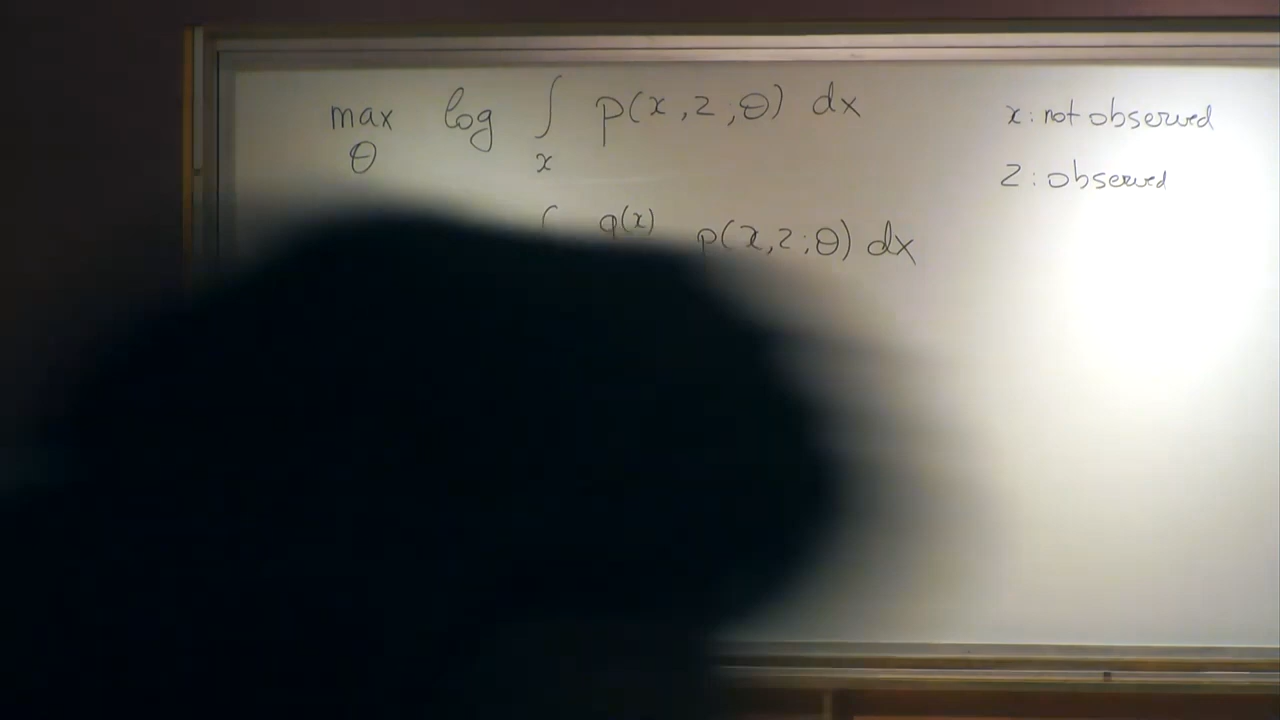 max log ∫ p(x,z;θ) dx
θ x
x: not observed
z: observed
∫ q(x) p(x,z;θ) dx